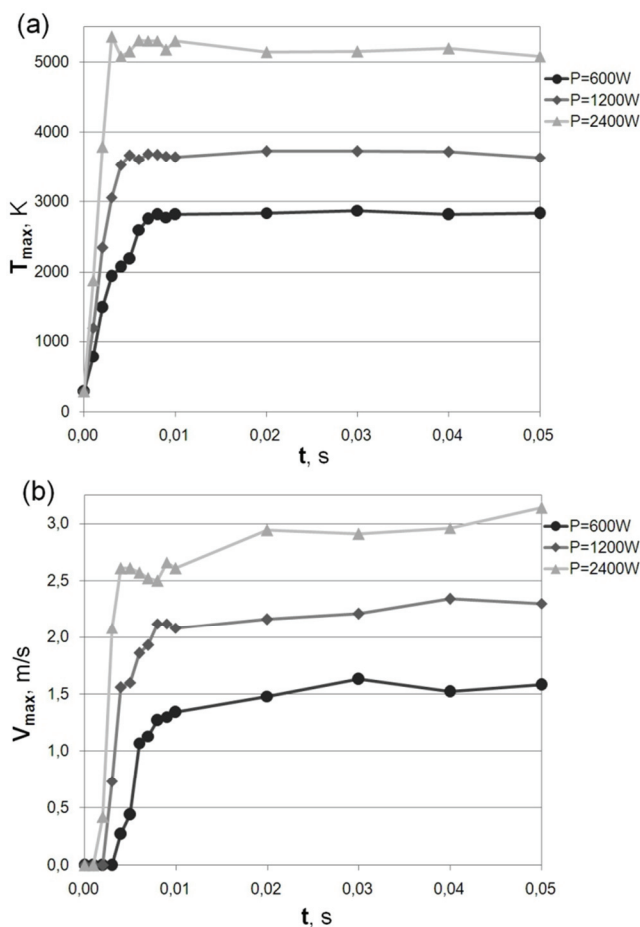 (a)
5000
4000
3000
2000
1000
0
T_max, K
0,00 0,01 0,02 0,03 0,04 0,05
t, s
P=600W
P=1200W
P=2400W
(b)
3,0
2,5
2,0
1,5
1,0
0,5
0,0
V_max, m/s
0,00 0,01 0,02 0,03 0,04 0,05
t, s
P=600W
P=1200W
P=2400W